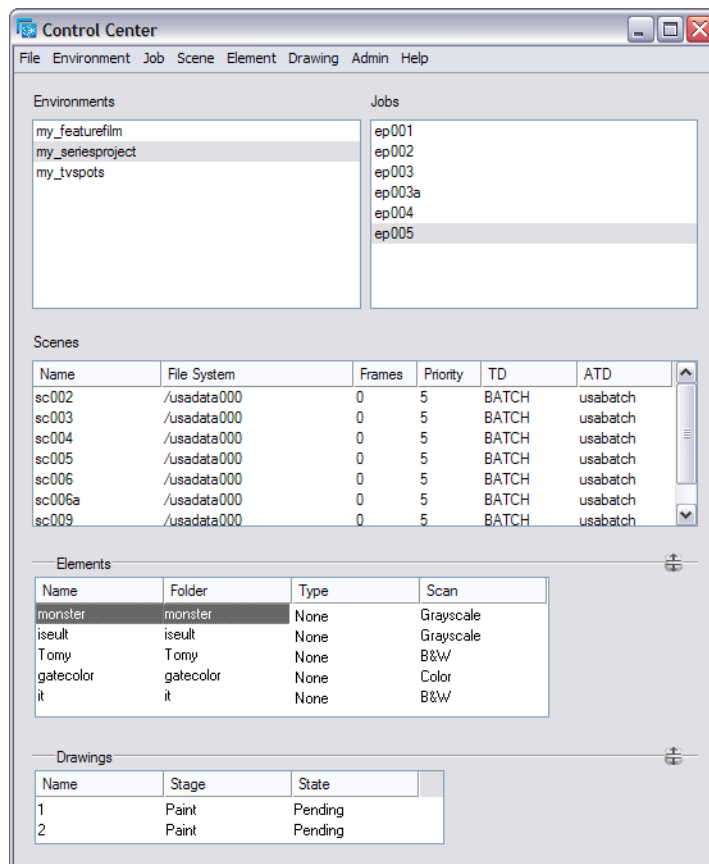 Control Center
File Environment Job Scene Element Drawing Admin Help
Environments
my_featurefilm
my_seriesproject
my_tvspots
Jobs
ep001
ep002
ep003
ep003a
ep004
ep005
Scenes
Name File System Frames Priority TD ATD
sc002 /usadata000 0 5 BATCH usabatch
sc003 /usadata000 0 5 BATCH usabatch
sc004 /usadata000 0 5 BATCH usabatch
sc005 /usadata000 0 5 BATCH usabatch
sc006 /usadata000 0 5 BATCH usabatch
sc006a /usadata000 0 5 BATCH usabatch
sc009 /usadata000 0 5 BATCH usabatch
Elements
Name Folder Type Scan
monster monster None Grayscale
iseult iseult None Grayscale
Tomy Tomy None B&W
gatecolor gatecolor None Color
it it None B&W
Drawings
Name Stage State
1 Paint Pending
2 Paint Pending